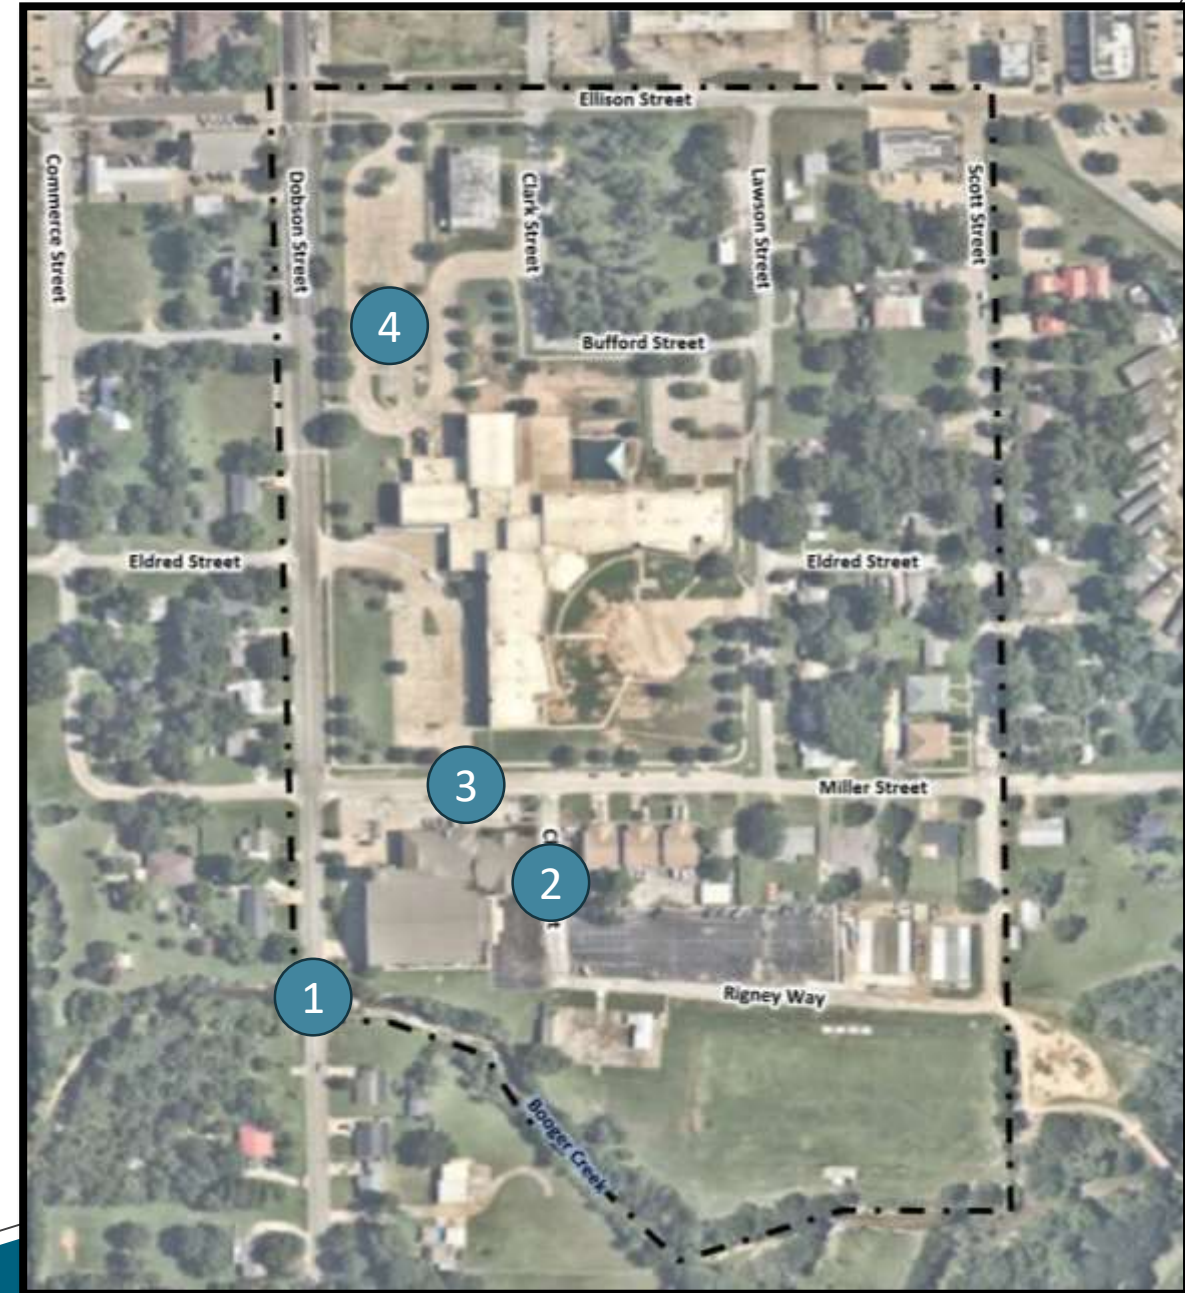 Ellison Street
Commerce Street
Dobson Street
Clark Street
Lawson Street
Scott Street
4
Bufford Street
Eldred Street
Eldred Street
3
Miller Street
2
1
Rigney Way
Booger Creek